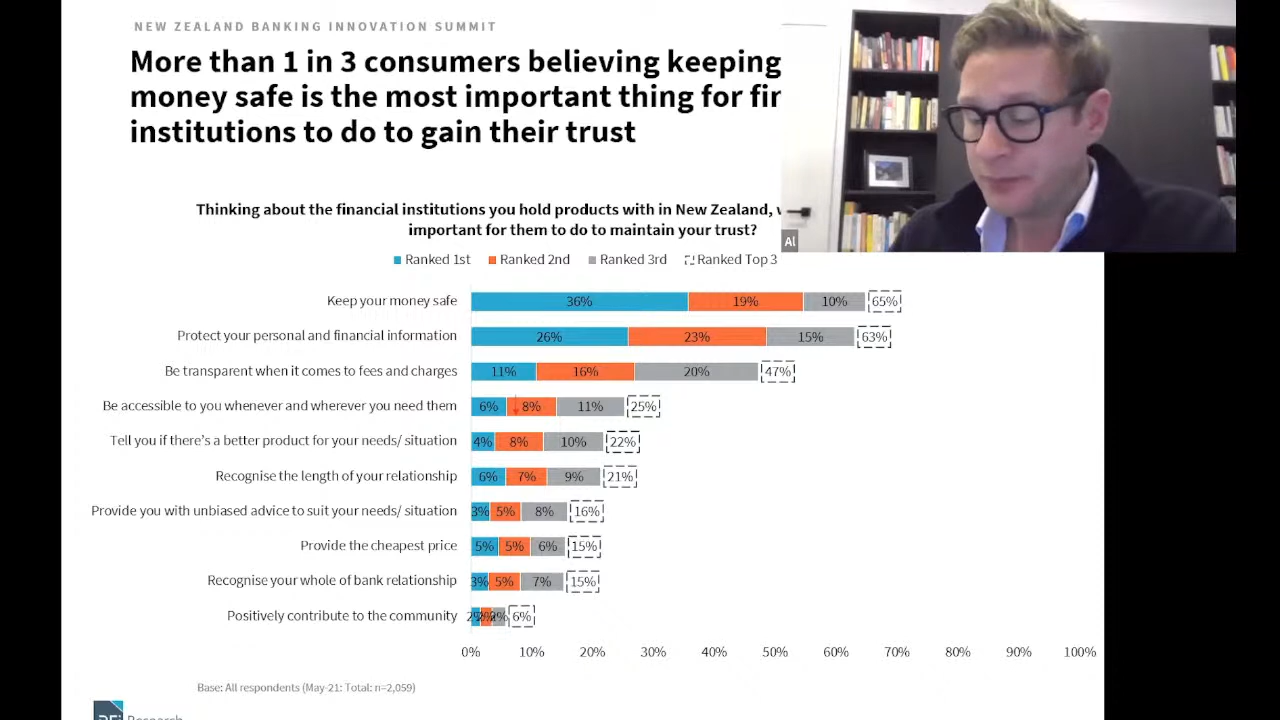 NEW ZEALAND BANKING INNOVATION SUMMIT
More than 1 in 3 consumers believing keeping
money safe is the most important thing for fir
institutions to do to gain their trust
Thinking about the financial institutions you hold products with in New Zealand,
important for them to do to maintain your trust?
Ranked 1st Ranked 2nd Ranked 3rd Ranked Top 3
Al
Keep your money safe 36% 19% 10% 65%
Protect your personal and financial information 26% 23% 15% 63%
Be transparent when it comes to fees and charges 11% 16% 20% 47%
Be accessible to you whenever and wherever you need them 6% 8% 11% 25%
Tell you if there's a better product for your needs/ situation 4% 8% 10% 22%
Recognise the length of your relationship 6% 7% 9% 21%
Provide you with unbiased advice to suit your needs/ situation 3% 5% 8% 16%
Provide the cheapest price 5% 5% 6% 15%
Recognise your whole of bank relationship 3% 5% 7% 15%
Positively contribute to the community 2% 2% 2% 6%
0% 10% 20% 30% 40% 50% 60% 70% 80% 90% 100%
Base: All respondents (May-21: Total: n=2,059)
Research